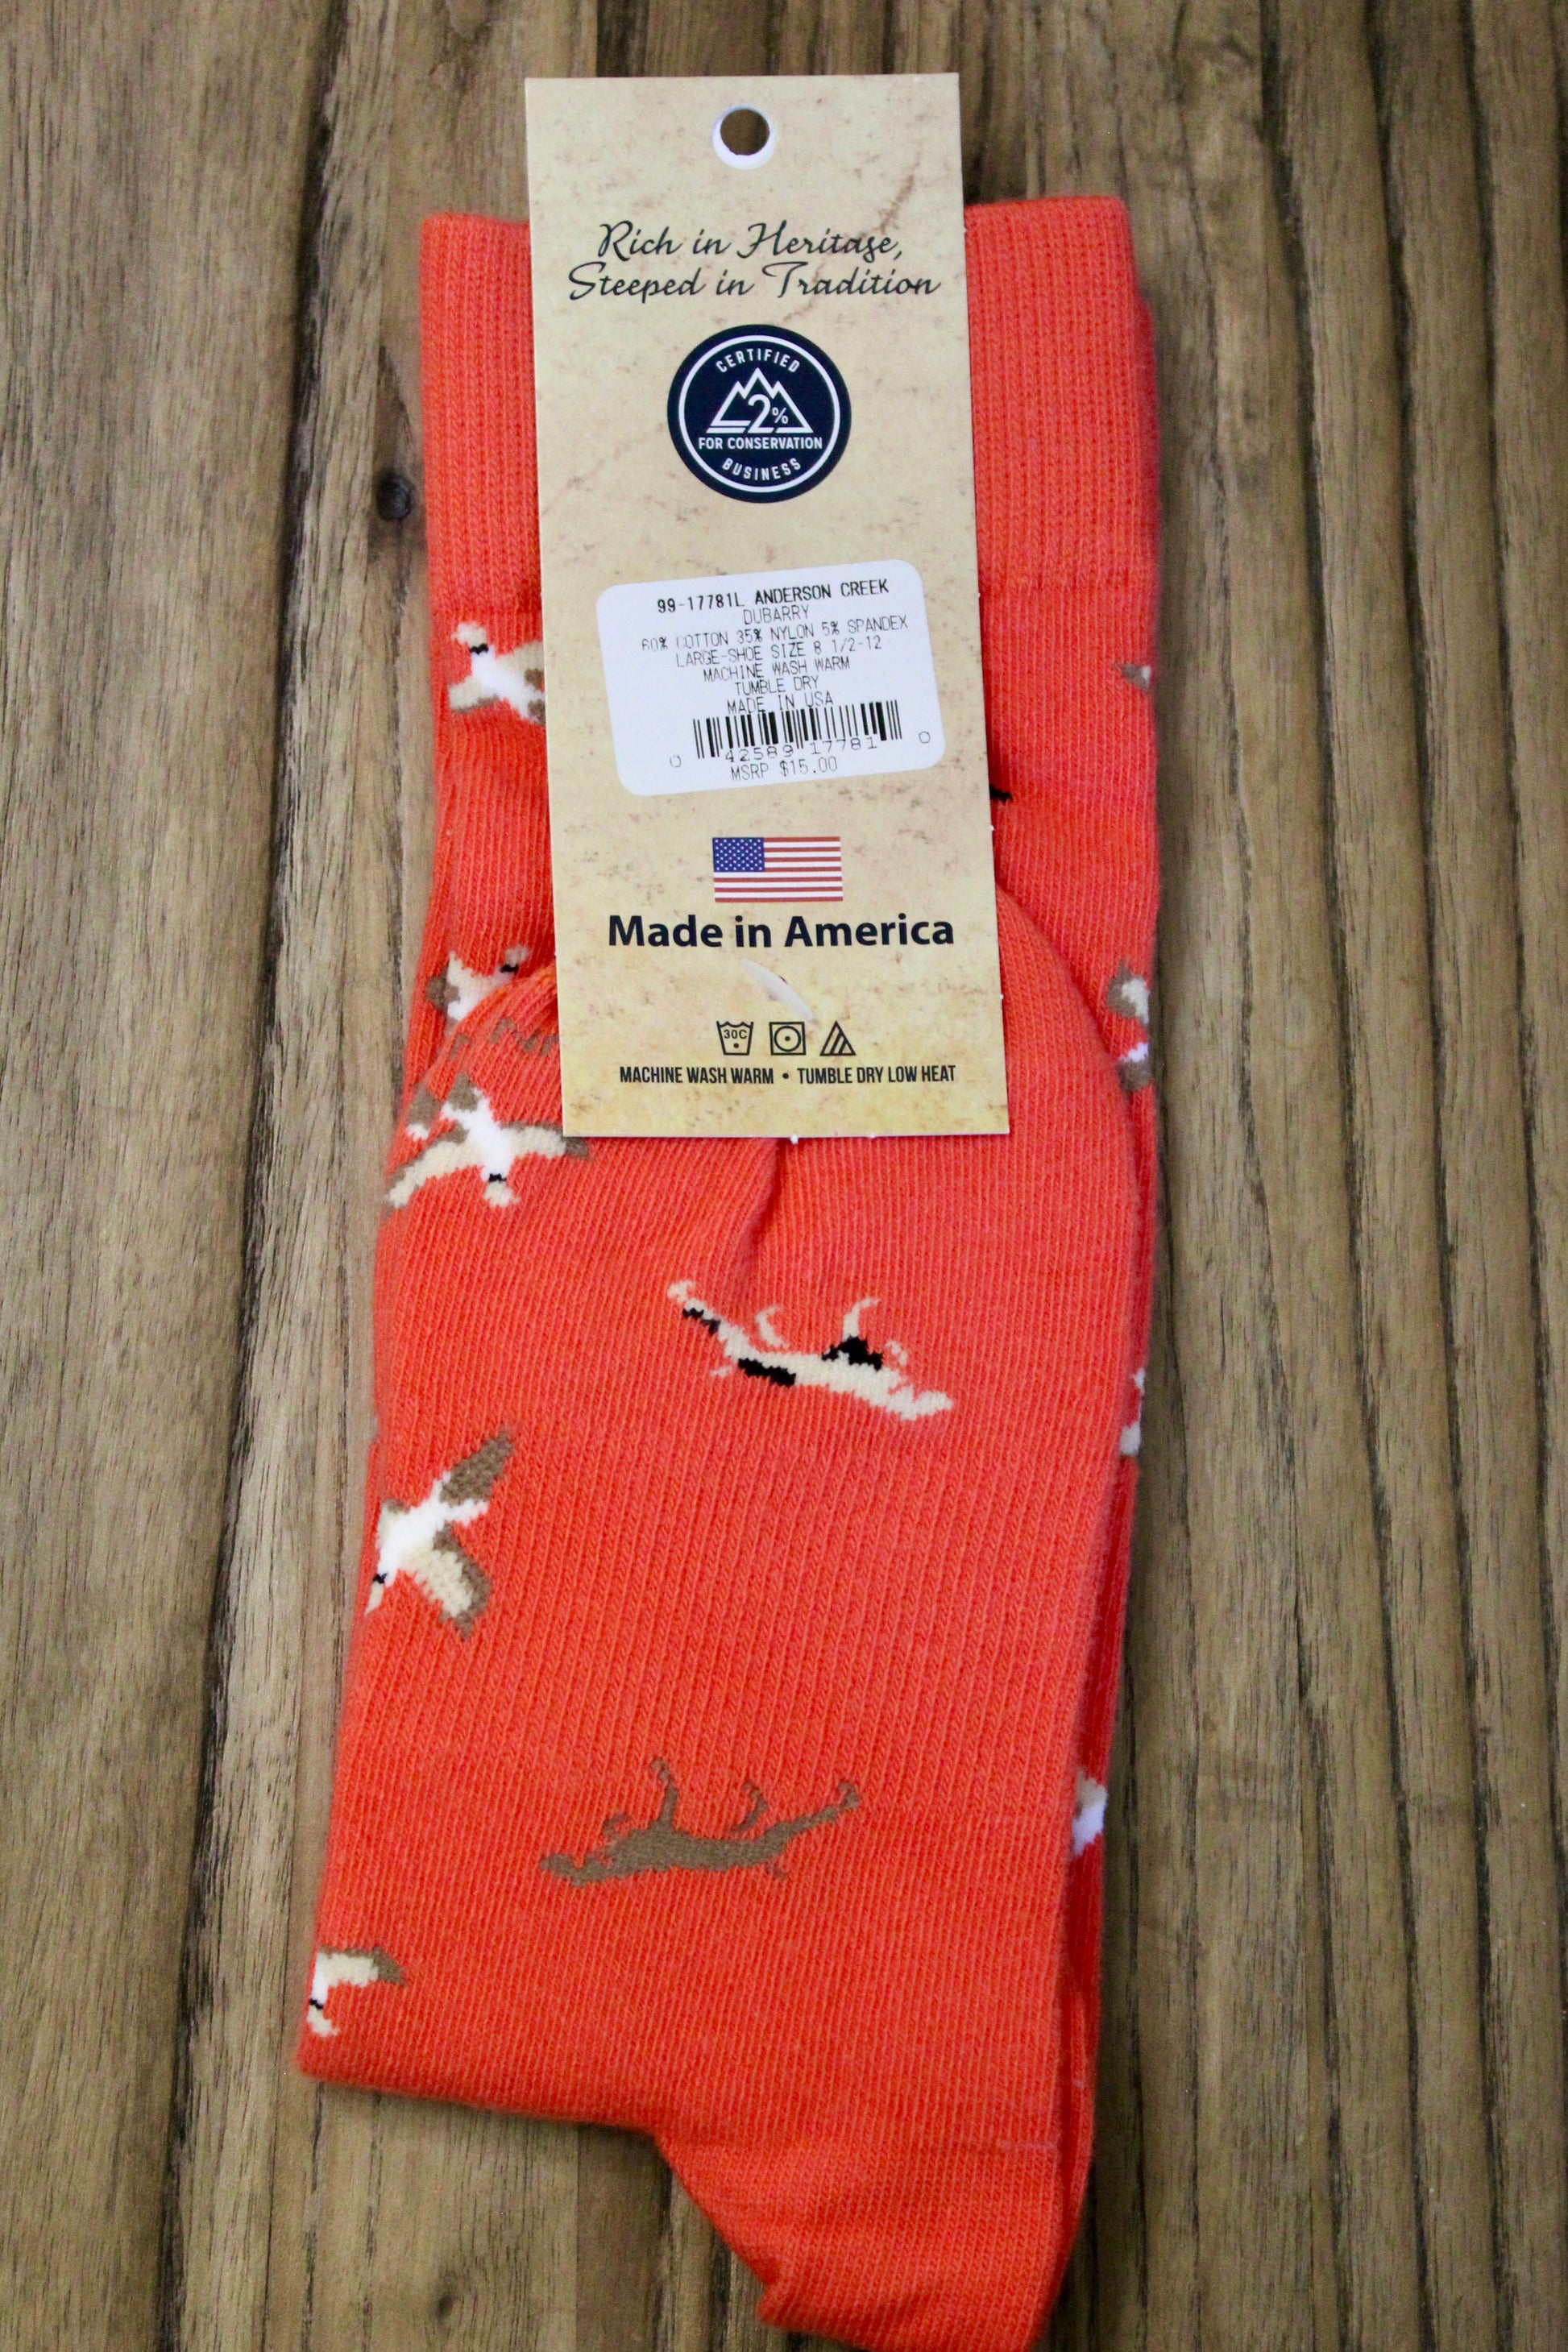 Rich in Heritage,
Steeped in Tradition
CERTIFIED
2%
FOR CONSERVATION
BUSINESS
99-17781L ANDERSON CREEK
DUBARRY
60% COTTON 35% NYLON 5% SPANDEX
LARGE-SHOE SIZE 8 1/2-12
MACHINE WASH WARM
TUMBLE DRY
MADE IN USA
0 42589 17781 0
MSRP $15.00
Made in America
30C
MACHINE WASH WARM • TUMBLE DRY LOW HEAT